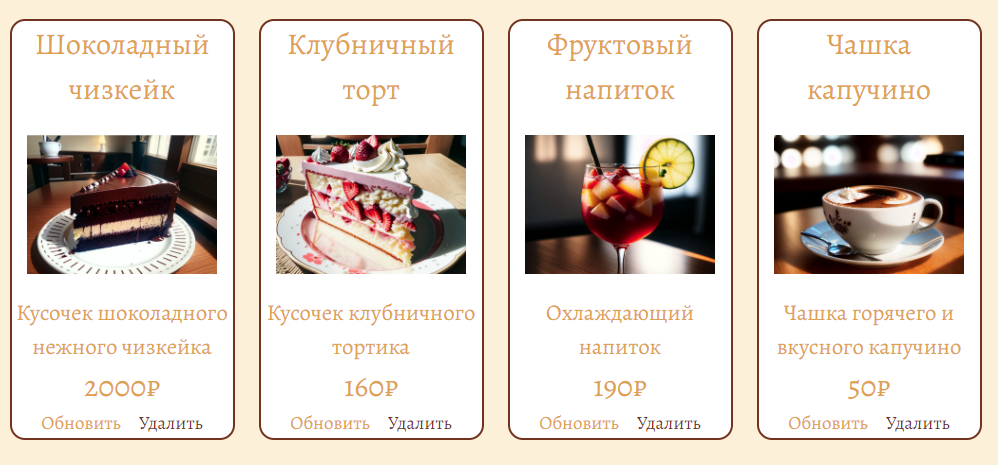 Шоколадный
чизкейк
Кусочек шоколадного
нежного чизкейка
2000₽
Обновить Удалить
Клубничный
торт
Кусочек клубничного
тортика
160₽
Обновить Удалить
Фруктовый
напиток
Охлаждающий
напиток
190₽
Обновить Удалить
Чашка
капучино
Чашка горячего и
вкусного капучино
50₽
Обновить Удалить